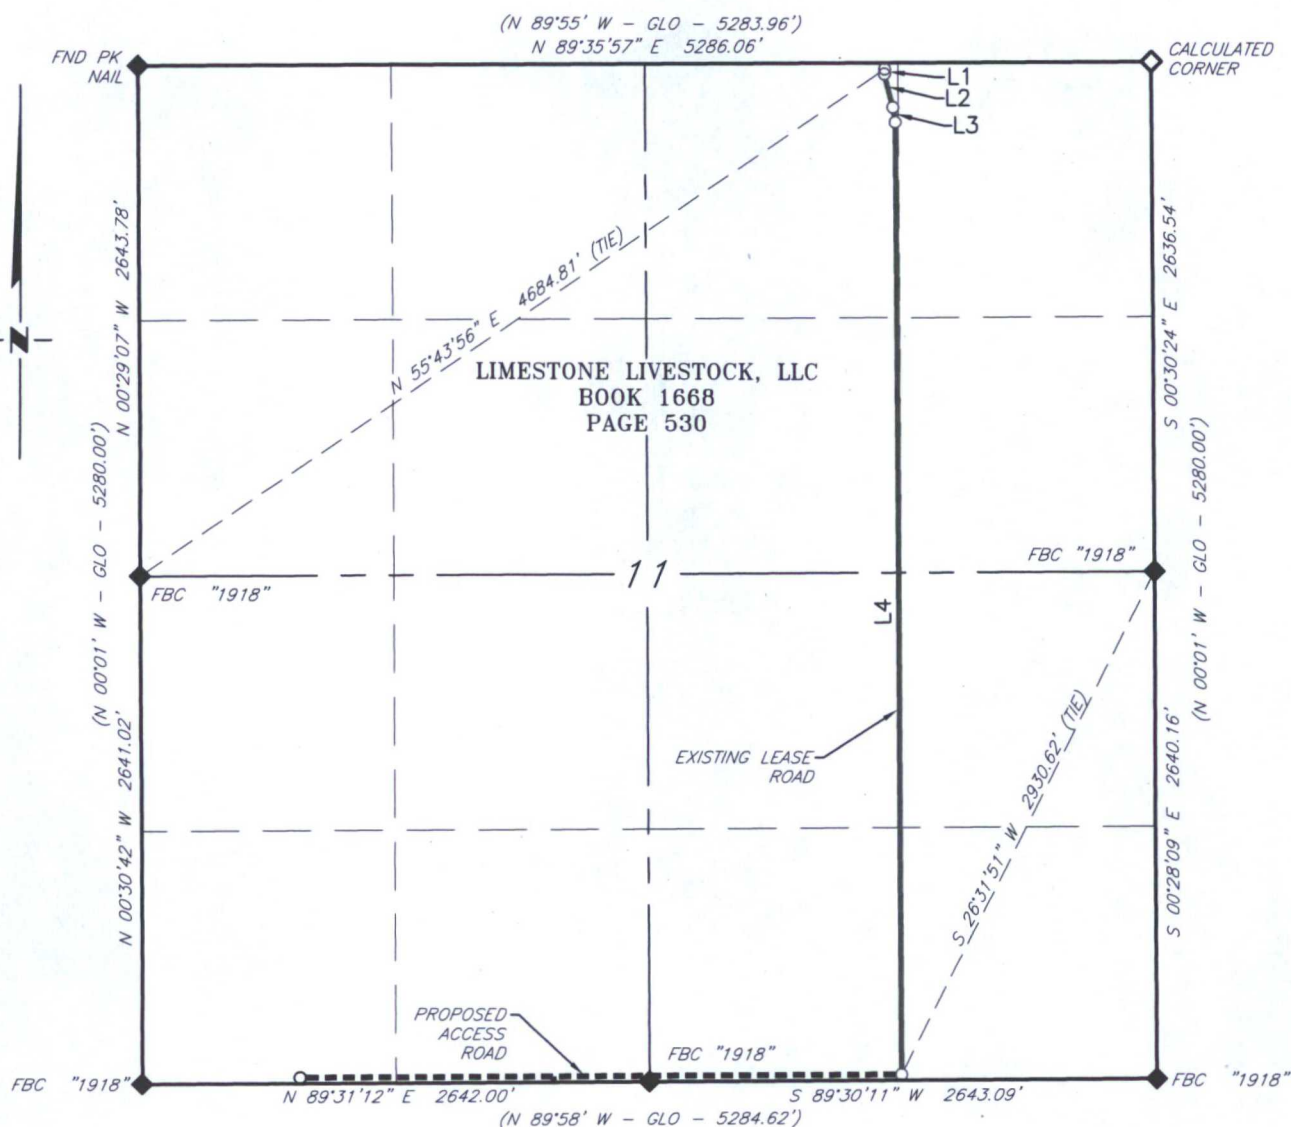 (N 89°55' W - GLO - 5283.96')
N 89°35'57" E 5286.06'
FND PK
NAIL
CALCULATED
CORNER
L1
L2
L3
N 00°29'07" W 2643.78'
S 00°30'24" E 2636.54'
N 55°43'56" E 4684.81' (TIE)
N
LIMESTONE LIVESTOCK, LLC
BOOK 1668
PAGE 530
(N 00°01' W - GLO - 5280.00')
(N 00°01' W - GLO - 5280.00')
FBC "1918"
11
FBC "1918"
L4
N 00°30'42" W 2641.02'
EXISTING LEASE
ROAD
S 26°31'51" W 2930.62' (TIE)
S 00°28'09" E 2640.16'
PROPOSED
ACCESS
ROAD
FBC "1918"
FBC "1918"
FBC "1918"
N 89°31'12" E 2642.00'
S 89°30'11" W 2643.09'
(N 89°58' W - GLO - 5284.62')